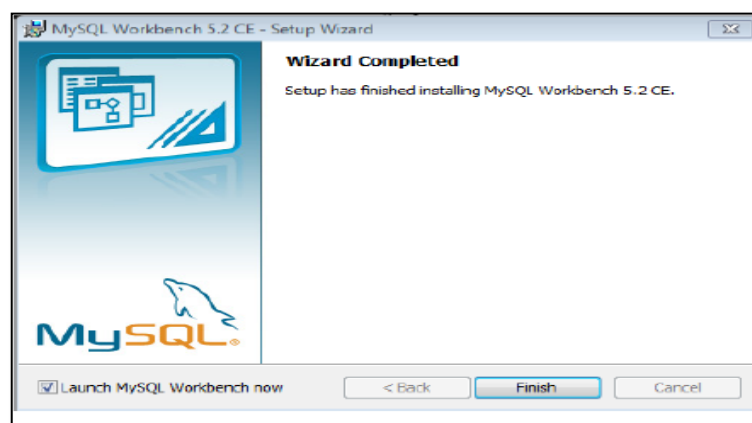 MySQL Workbench 5.2 CE - Setup Wizard
Wizard Completed
Setup has finished installing MySQL Workbench 5.2 CE.
MySQL®
Launch MySQL Workbench now
< Back
Finish
Cancel